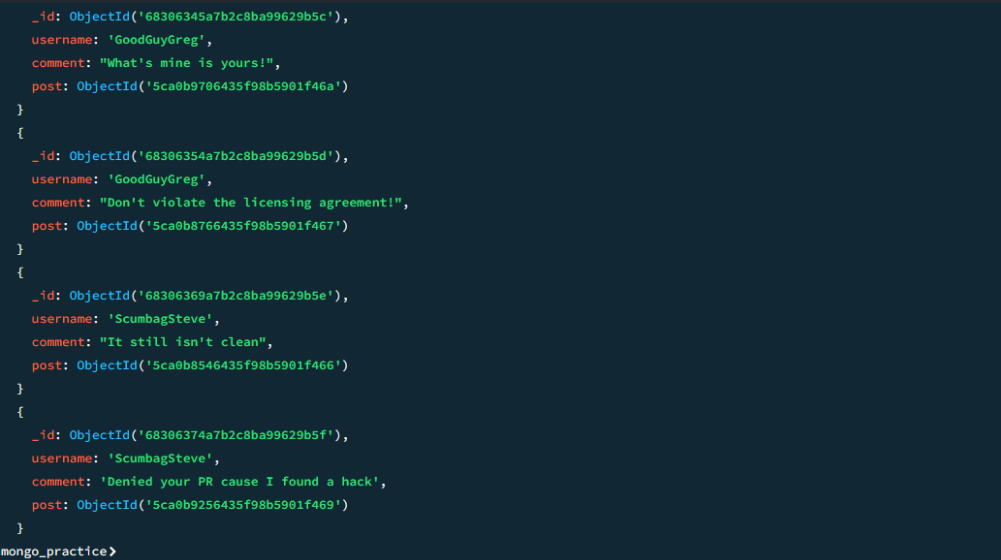 _id: ObjectId('68306345a7b2c8ba99629b5c'),
username: 'GoodGuyGreg',
comment: "What's mine is yours!",
post: ObjectId('5ca0b9706435f98b5901f46a')
}
{
_id: ObjectId('68306354a7b2c8ba99629b5d'),
username: 'GoodGuyGreg',
comment: "Don't violate the licensing agreement!",
post: ObjectId('5ca0b8766435f98b5901f467')
}
{
_id: ObjectId('68306369a7b2c8ba99629b5e'),
username: 'ScumbagSteve',
comment: "It still isn't clean",
post: ObjectId('5ca0b8546435f98b5901f466')
}
{
_id: ObjectId('68306374a7b2c8ba99629b5f'),
username: 'ScumbagSteve',
comment: 'Denied your PR cause I found a hack',
post: ObjectId('5ca0b9256435f98b5901f469')
}
mongo_practice>